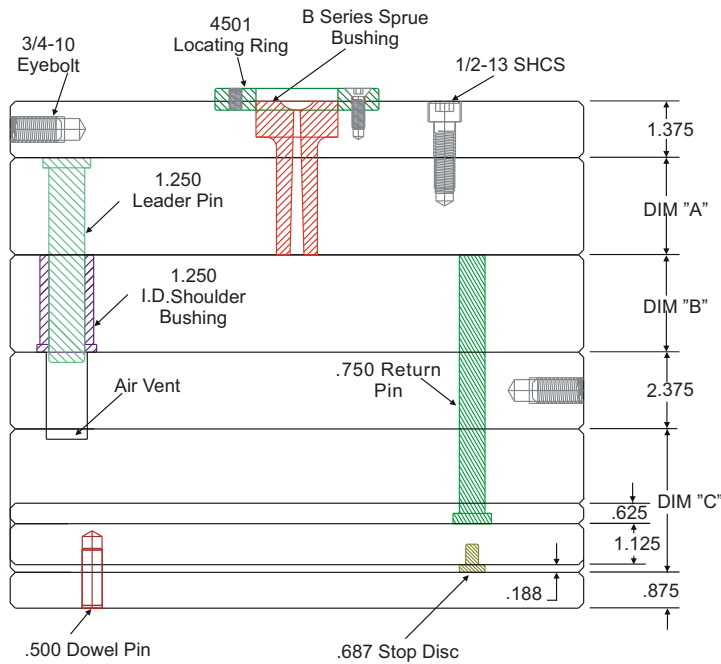 3/4-10
Eyebolt
4501
Locating Ring
B Series Sprue
Bushing
1/2-13 SHCS
1.375
1.250
Leader Pin
DIM "A"
1.250
I.D.Shoulder
Bushing
DIM "B"
Air Vent
.750 Return
Pin
2.375
DIM "C"
.625
1.125
.188
.875
.500 Dowel Pin
.687 Stop Disc